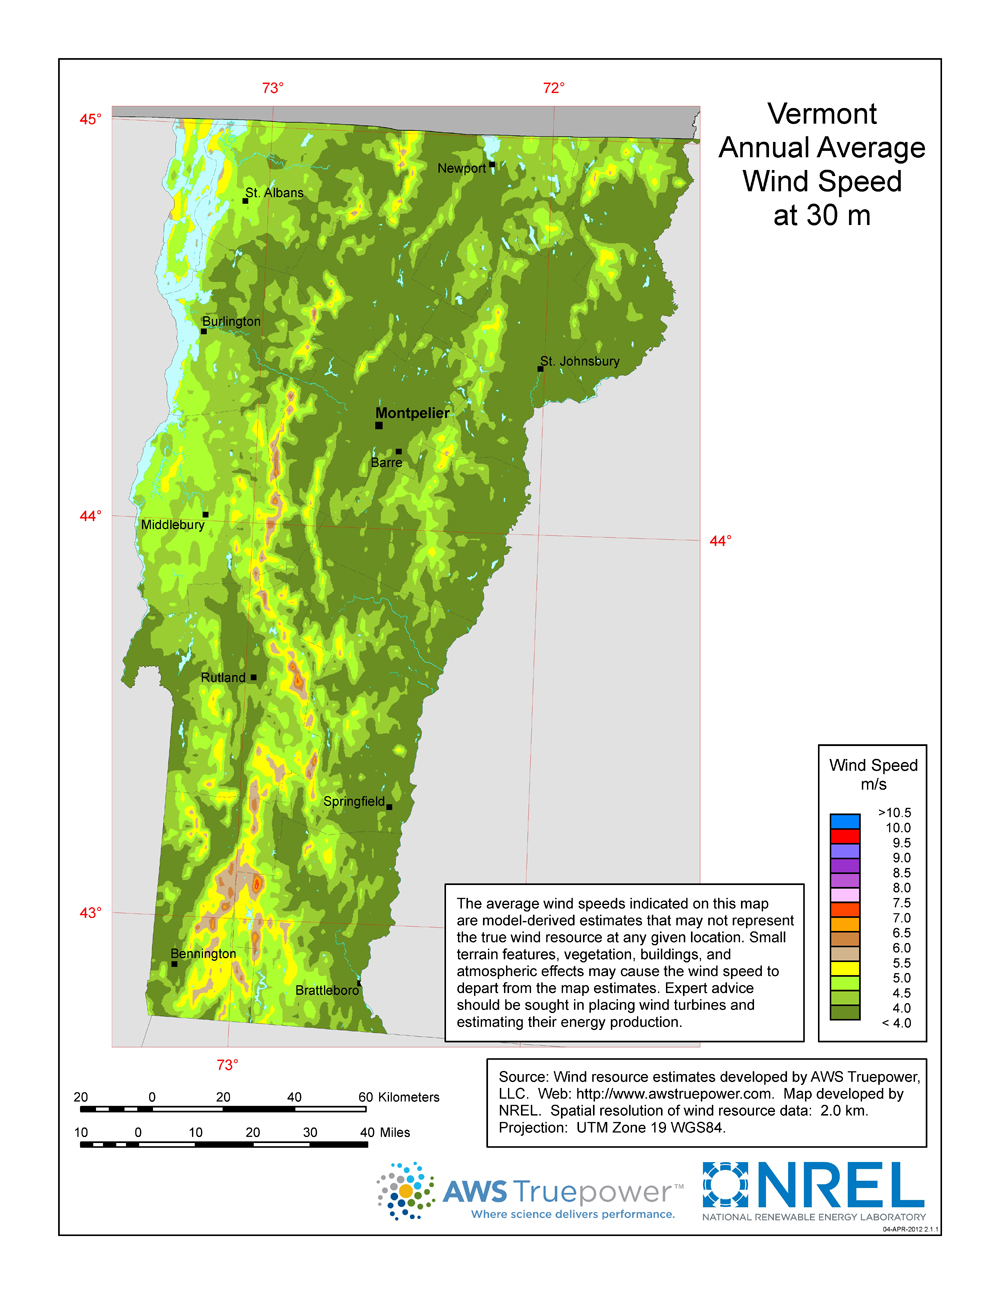 Vermont
Annual Average
Wind Speed
at 30 m
73°
72°
45°
Newport
St. Albans
Burlington
St. Johnsbury
Montpelier
Barre
44°
Middlebury
44°
Rutland
Springfield
43°
Bennington
Brattleboro
73°
Wind Speed
m/s
>10.5
10.0
9.5
9.0
8.5
8.0
7.5
7.0
6.5
6.0
5.5
5.0
4.5
4.0
< 4.0
The average wind speeds indicated on this map
are model-derived estimates that may not represent
the true wind resource at any given location. Small
terrain features, vegetation, buildings, and
atmospheric effects may cause the wind speed to
depart from the map estimates. Expert advice
should be sought in placing wind turbines and
estimating their energy production.
20 0 20 40 60 Kilometers
10 0 10 20 30 40 Miles
Source: Wind resource estimates developed by AWS Truepower,
LLC. Web: http://www.awstruepower.com. Map developed by
NREL. Spatial resolution of wind resource data: 2.0 km.
Projection: UTM Zone 19 WGS84.
AWS Truepower™
Where science delivers performance.
NREL
NATIONAL RENEWABLE ENERGY LABORATORY
04-APR-2012 2.1.1